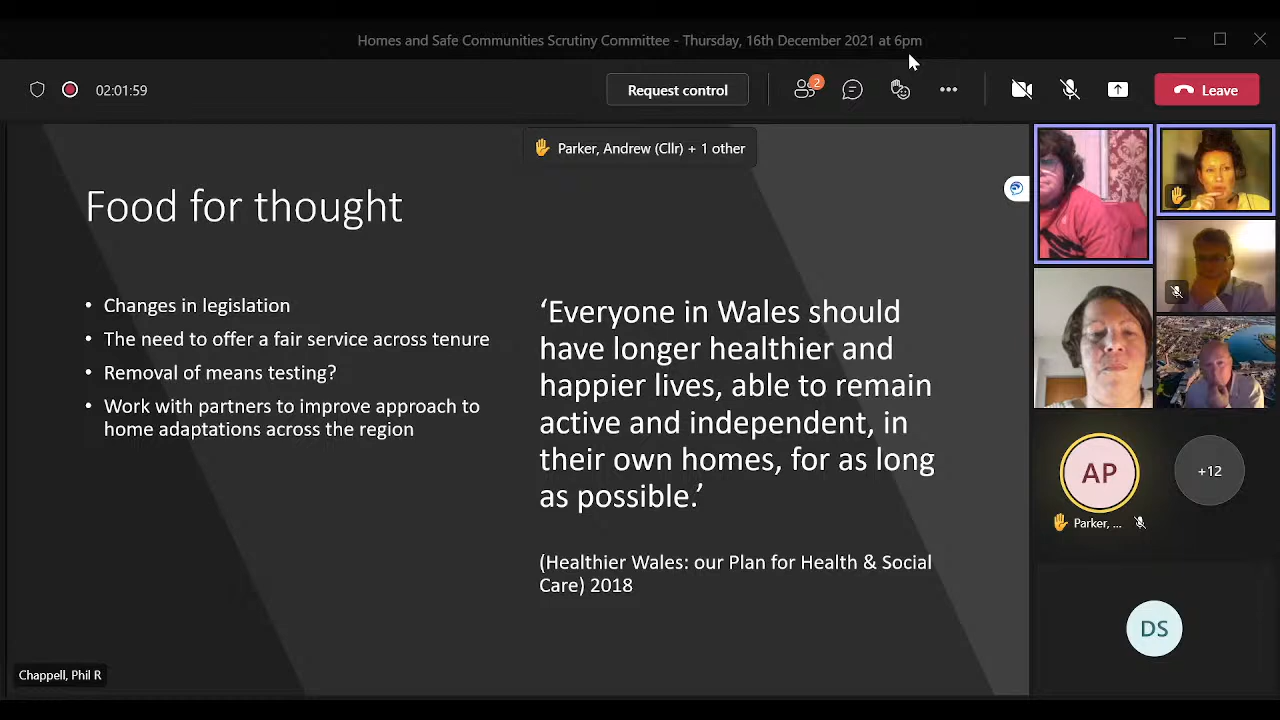 Homes and Safe Communities Scrutiny Committee - Thursday, 16th December 2021 at 6pm
02:01:59
Request control
2
Leave
Parker, Andrew (Cllr) + 1 other
Food for thought
• Changes in legislation
• The need to offer a fair service across tenure
• Removal of means testing?
• Work with partners to improve approach to
home adaptations across the region
‘Everyone in Wales should
have longer healthier and
happier lives, able to remain
active and independent, in
their own homes, for as long
as possible.’
(Healthier Wales: our Plan for Health & Social
Care) 2018
AP
+12
Parker, ...
DS
Chappell, Phil R